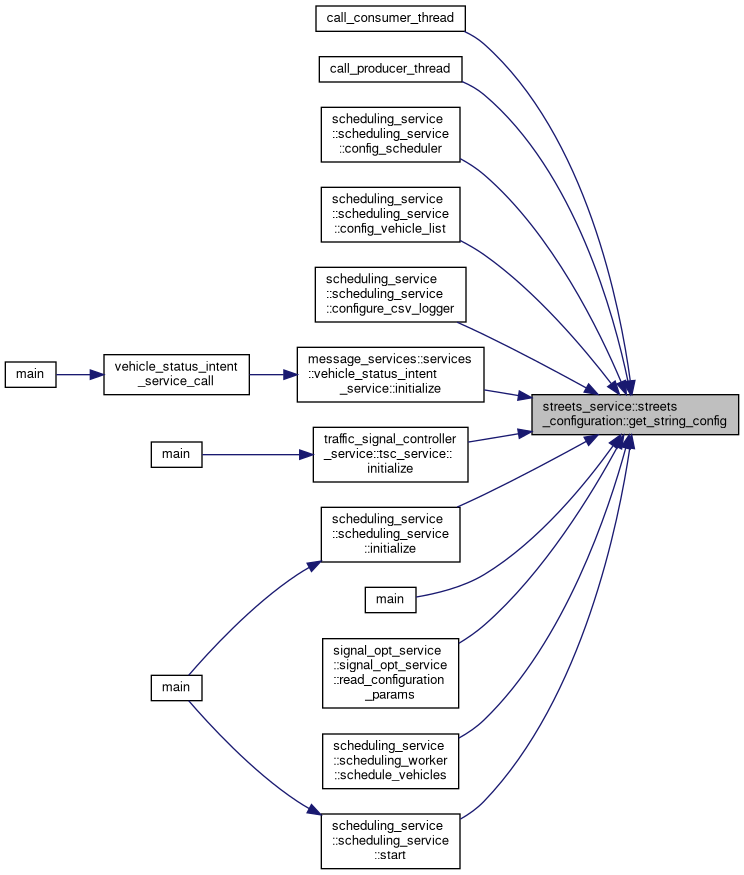 call_consumer_thread
call_producer_thread
scheduling_service
::scheduling_service
::config_scheduler
scheduling_service
::scheduling_service
::config_vehicle_list
scheduling_service
::scheduling_service
::configure_csv_logger
main
vehicle_status_intent
_service_call
message_services::services
::vehicle_status_intent
_service::initialize
streets_service::streets
_configuration::get_string_config
main
traffic_signal_controller
_service::tsc_service::
initialize
scheduling_service
::scheduling_service
::initialize
main
signal_opt_service
::signal_opt_service
::read_configuration
_params
main
scheduling_service
::scheduling_worker
::schedule_vehicles
scheduling_service
::scheduling_service
::start